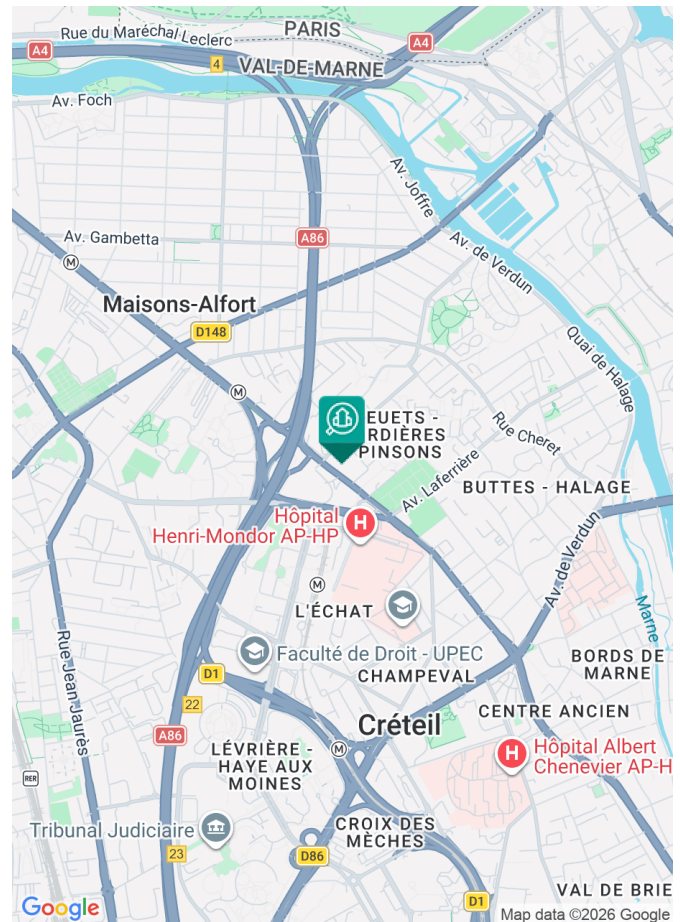 Rue du Maréchal Leclerc
PARIS
A4
A4
4
VAL DE MARNE
Av. Foch
Av. Joffre
Av. Gambetta
A86
Av. de Verdun
M
Maisons-Alfort
D148
Quai de Halage
M
EUETS -
RDIÈRES
PINSONS
Rue Cheret
Av. Laferrière
BUTTES - HALAGE
Hôpital
Henri-Mondor AP-HP
H
Av. de Verdun
M
L'ÉCHAT
Marne
Rue Jean Jaurès
Faculté de Droit - UPEC
BORDS DE
MARNE
D1
CHAMPEVAL
22
CENTRE ANCIEN
A86
Créteil
LÉVRIÈRE -
HAYE AUX
MOINES
M
H
Hôpital Albert
Chenevier AP-H
RER
Tribunal Judiciaire
CROIX DES
MÈCHES
23
D86
D1
VAL DE BRIE
Google
Map data ©2026 Google